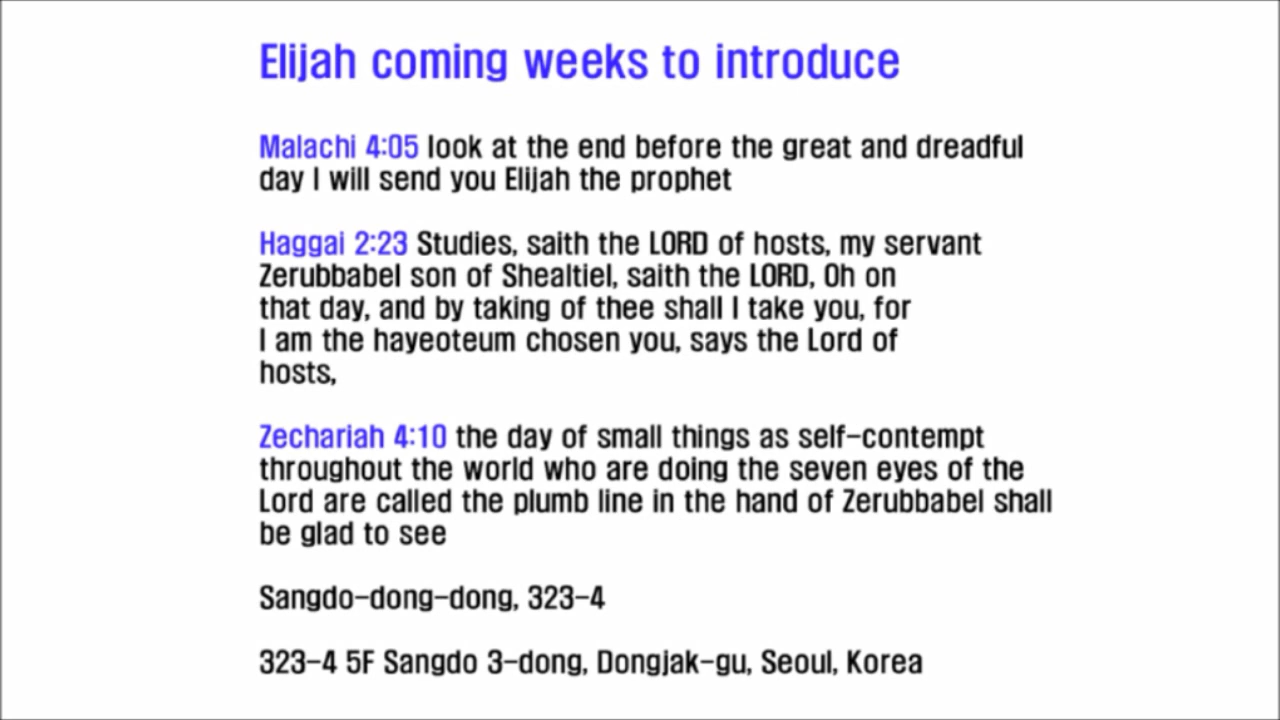 Elijah coming weeks to introduce
Malachi 4:05 look at the end before the great and dreadful
day I will send you Elijah the prophet
Haggai 2:23 Studies, saith the LORD of hosts, my servant
Zerubbabel son of Shealtiel, saith the LORD, Oh on
that day, and by taking of thee shall I take you, for
I am the hayeoteum chosen you, says the Lord of
hosts,
Zechariah 4:10 the day of small things as self-contempt
throughout the world who are doing the seven eyes of the
Lord are called the plumb line in the hand of Zerubbabel shall
be glad to see
Sangdo-dong-dong, 323-4
323-4 5F Sangdo 3-dong, Dongjak-gu, Seoul, Korea